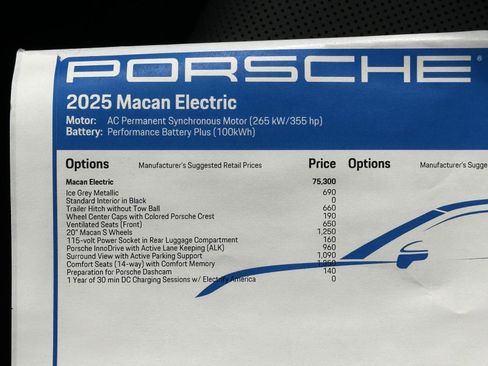 PORSCHE®
2025 Macan Electric
Motor: AC Permanent Synchronous Motor (265 kW/355 hp)
Battery: Performance Battery Plus (100kWh)
Options Manufacturer's Suggested Retail Prices Price Options Manufacturer's Sugges
Macan Electric 75,300
Ice Grey Metallic 690
Standard Interior in Black 0
Trailer Hitch without Tow Ball 660
Wheel Center Caps with Colored Porsche Crest 190
Ventilated Seats (Front) 650
20" Macan S Wheels 1,250
115-volt Power Socket in Rear Luggage Compartment 160
Porsche InnoDrive with Active Lane Keeping (ALK) 960
Surround View with Active Parking Support 1,090
Comfort Seats (14-way) with Comfort Memory
Preparation for Porsche Dashcam 140
1 Year of 30 min DC Charging Sessions w/ Electrify America 0